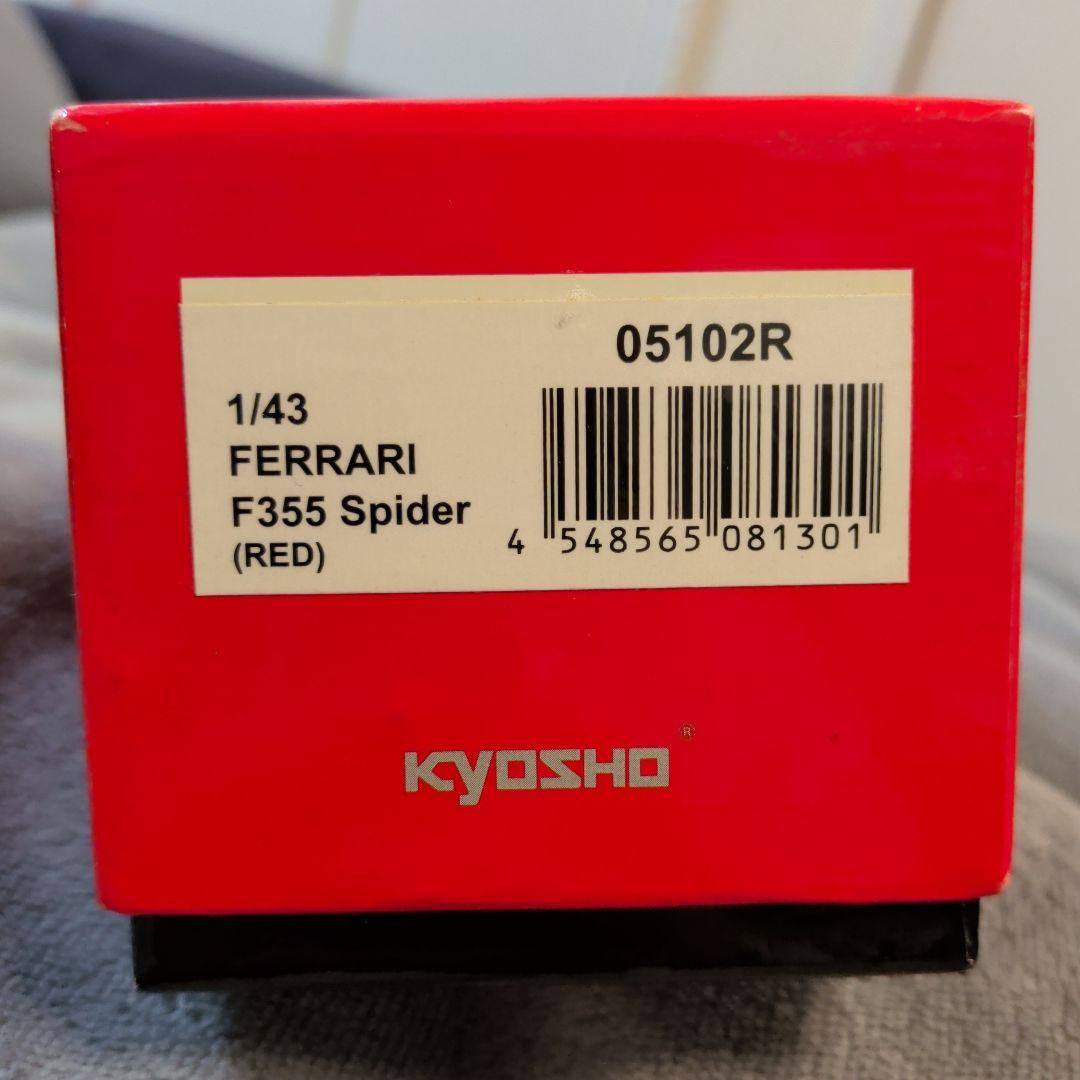 05102R
1/43
FERRARI
F355 Spider
(RED)
4 548565 081301
KYOSHO®